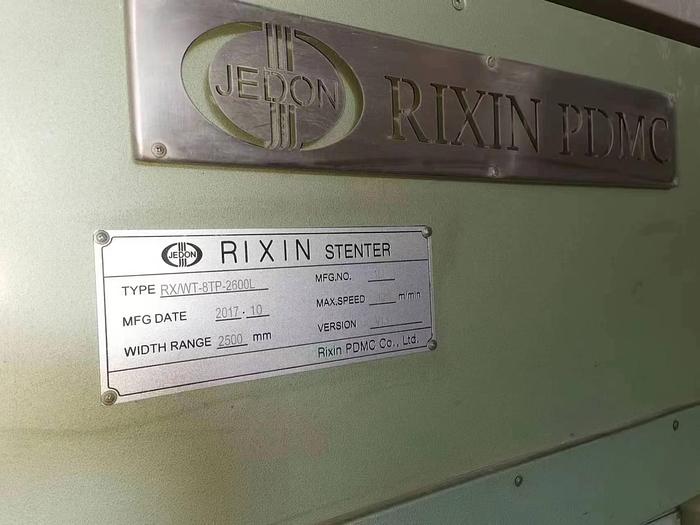 JEDON
RIXIN PDMC
JEDON RIXIN STENTER
TYPE RX/WT-8TP-2600L
MFG.NO.
MFG DATE 2017.10
MAX.SPEED m/min
WIDTH RANGE 2500 mm
VERSION
Rixin PDMC Co., Ltd.